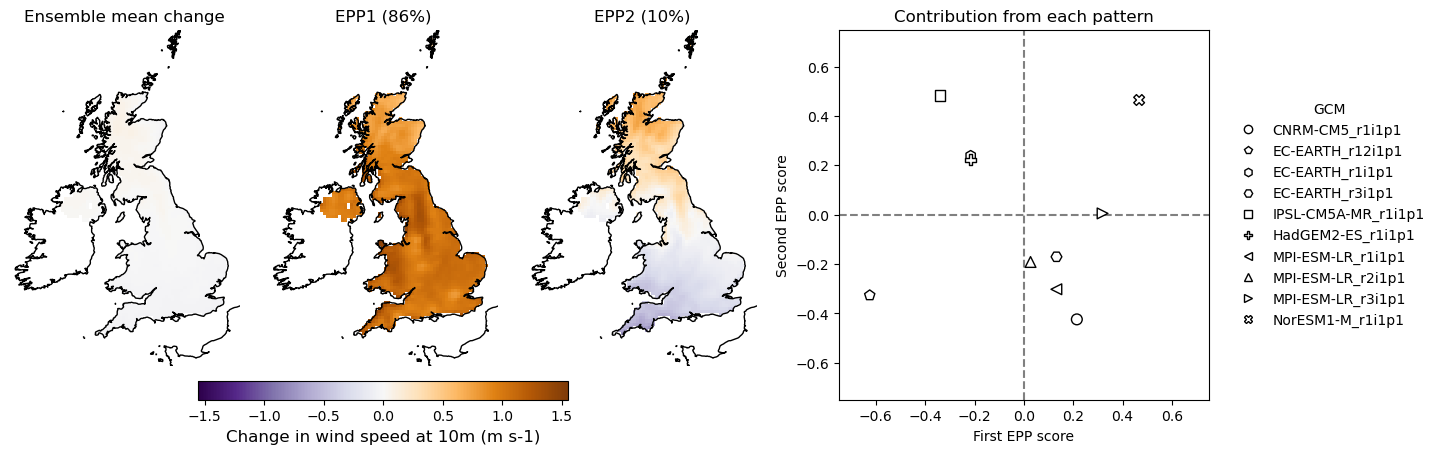 Ensemble mean change
EPP1 (86%)
EPP2 (10%)
Contribution from each pattern
−1.5 −1.0 −0.5 0.0 0.5 1.0 1.5
Change in wind speed at 10m (m s-1)
Second EPP score
0.6
0.4
0.2
0.0
−0.2
−0.4
−0.6
−0.6 −0.4 −0.2 0.0 0.2 0.4 0.6
First EPP score
GCM
CNRM-CM5_r1i1p1
EC-EARTH_r12i1p1
EC-EARTH_r1i1p1
EC-EARTH_r3i1p1
IPSL-CM5A-MR_r1i1p1
HadGEM2-ES_r1i1p1
MPI-ESM-LR_r1i1p1
MPI-ESM-LR_r2i1p1
MPI-ESM-LR_r3i1p1
NorESM1-M_r1i1p1